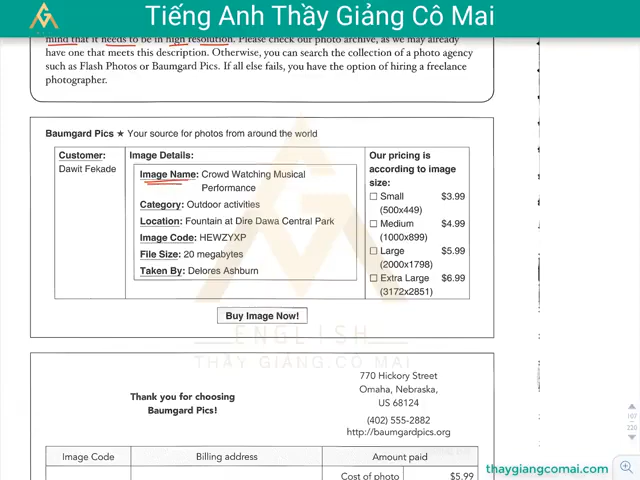 Tiếng Anh Thầy Giảng Cô Mai
mind that it needs to be in high resolution. Please check our photo archive, as we may already
have one that meets this description. Otherwise, you can search the collection of a photo agency
such as Flash Photos or Baumgard Pics. If all else fails, you have the option of hiring a freelance
photographer.
Baumgard Pics ★ Your source for photos from around the world
Customer:
Dawit Fekade
Image Details:
Image Name: Crowd Watching Musical
Performance
Category: Outdoor activities
Location: Fountain at Dire Dawa Central Park
Image Code: HEWZYXP
File Size: 20 megabytes
Taken By: Delores Ashburn
Our pricing is
according to image
size:
☐ Small $3.99
(500x449)
☐ Medium $4.99
(1000x899)
☐ Large $5.99
(2000x1798)
☐ Extra Large $6.99
(3172x2851)
Buy Image Now!
ENGLISH
THẦY GIẢNG.CÔ MAI
Thank you for choosing
Baumgard Pics!
770 Hickory Street
Omaha, Nebraska,
US 68124
(402) 555-2882
http://baumgardpics.org
Image Code Billing address Amount paid
Cost of photo $5.99
107
220
thaygiangcomai.com